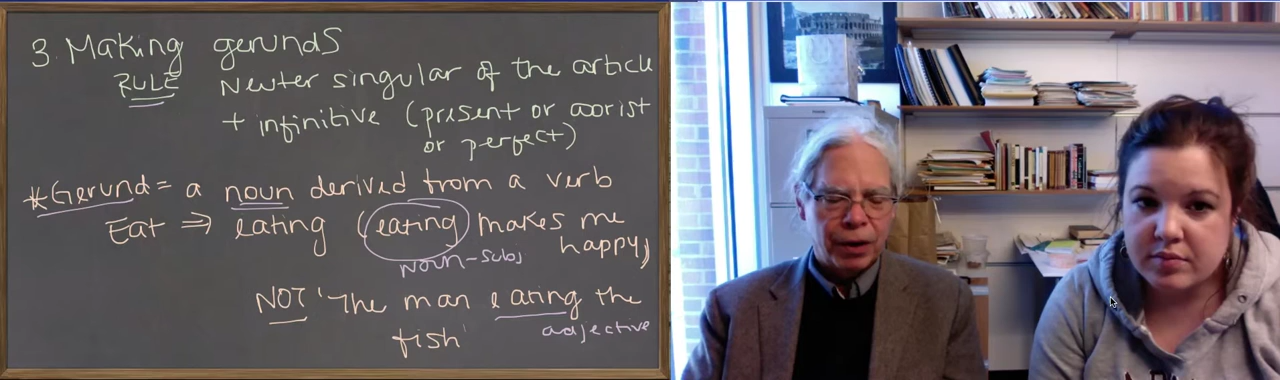 3. Making gerunds
RULE Neuter singular of the article
+ infinitive (present or aorist
or perfect)
*Gerund = a noun derived from a verb
Eat ⇒ eating (eating makes me
happy)
noun-subj
NOT 'The man eating the
adjective
fish'